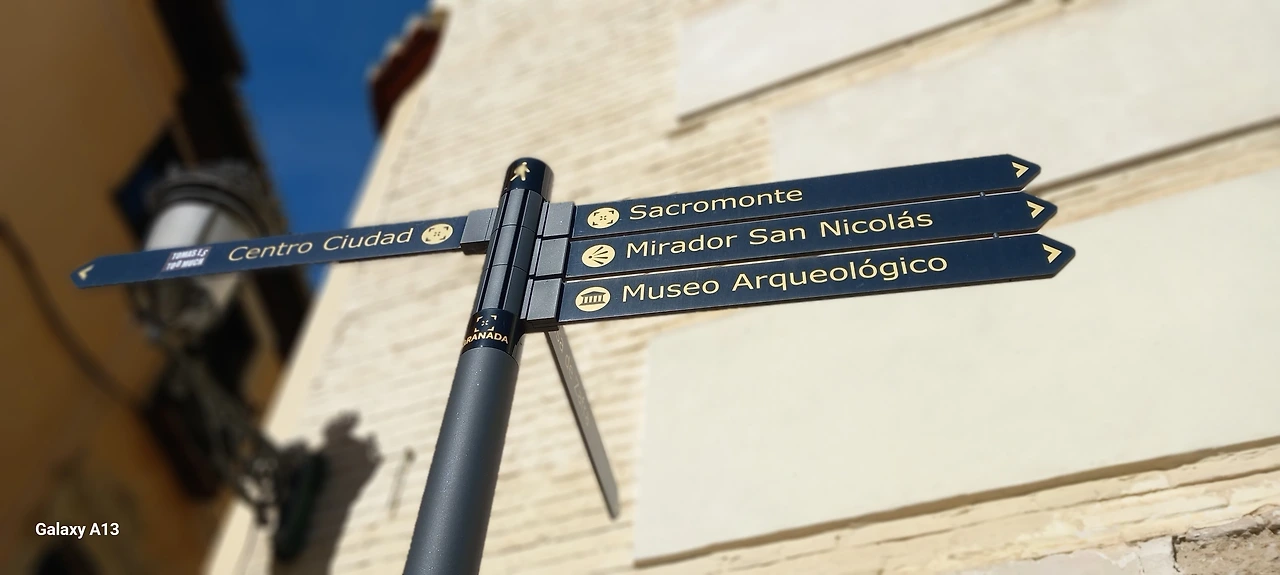 Sacromonte
Centro Ciudad
Mirador San Nicolás
Museo Arqueológico
GRANADA
Galaxy A13